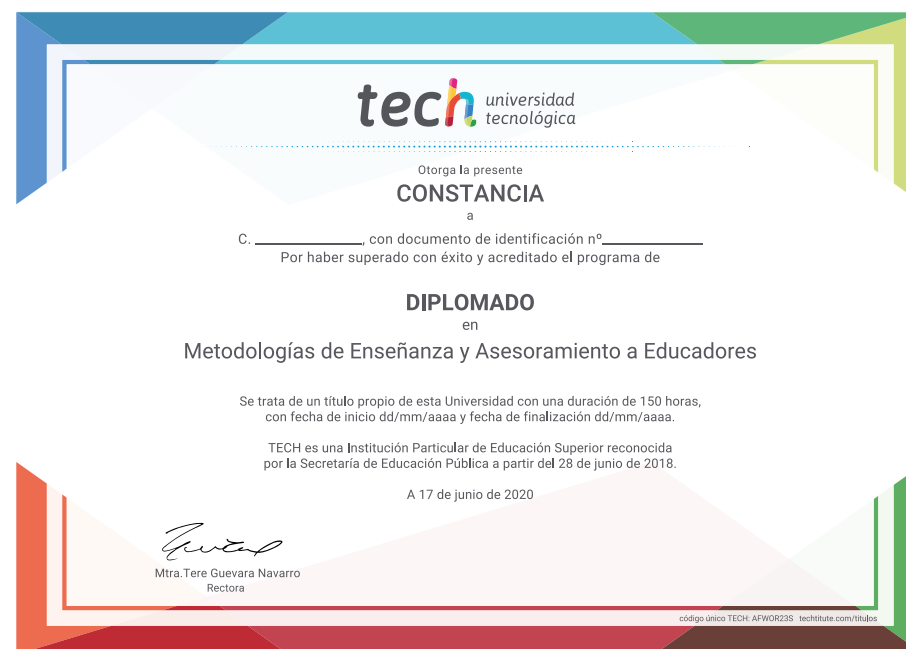 tech universidad
tecnológica
Otorga la presente
CONSTANCIA
a
C. ____________, con documento de identificación nº____________
Por haber superado con éxito y acreditado el programa de
DIPLOMADO
en
Metodologías de Enseñanza y Asesoramiento a Educadores
Se trata de un título propio de esta Universidad con una duración de 150 horas,
con fecha de inicio dd/mm/aaaa y fecha de finalización dd/mm/aaaa.
TECH es una Institución Particular de Educación Superior reconocida
por la Secretaría de Educación Pública a partir del 28 de junio de 2018.
A 17 de junio de 2020
Mtra.Tere Guevara Navarro
Rectora
código único TECH: AFWOR23S techtitute.com/titulos